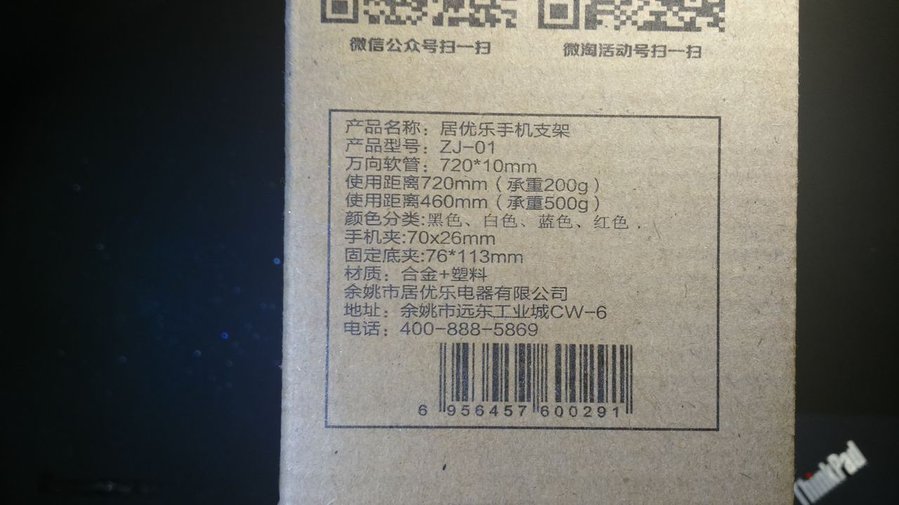 微信公众号扫一扫 微淘活动号扫一扫
产品名称：居优乐手机支架
产品型号：ZJ-01
万向软管：720*10mm
使用距离720mm（承重200g）
使用距离460mm（承重500g）
颜色分类:黑色、白色、蓝色、红色，
手机夹:70x26mm
固定底夹:76*113mm
材质：合金+塑料
余姚市居优乐电器有限公司
地址：余姚市远东工业城CW-6
电话：400-888-5869
6 956457 600291
ThinkPad